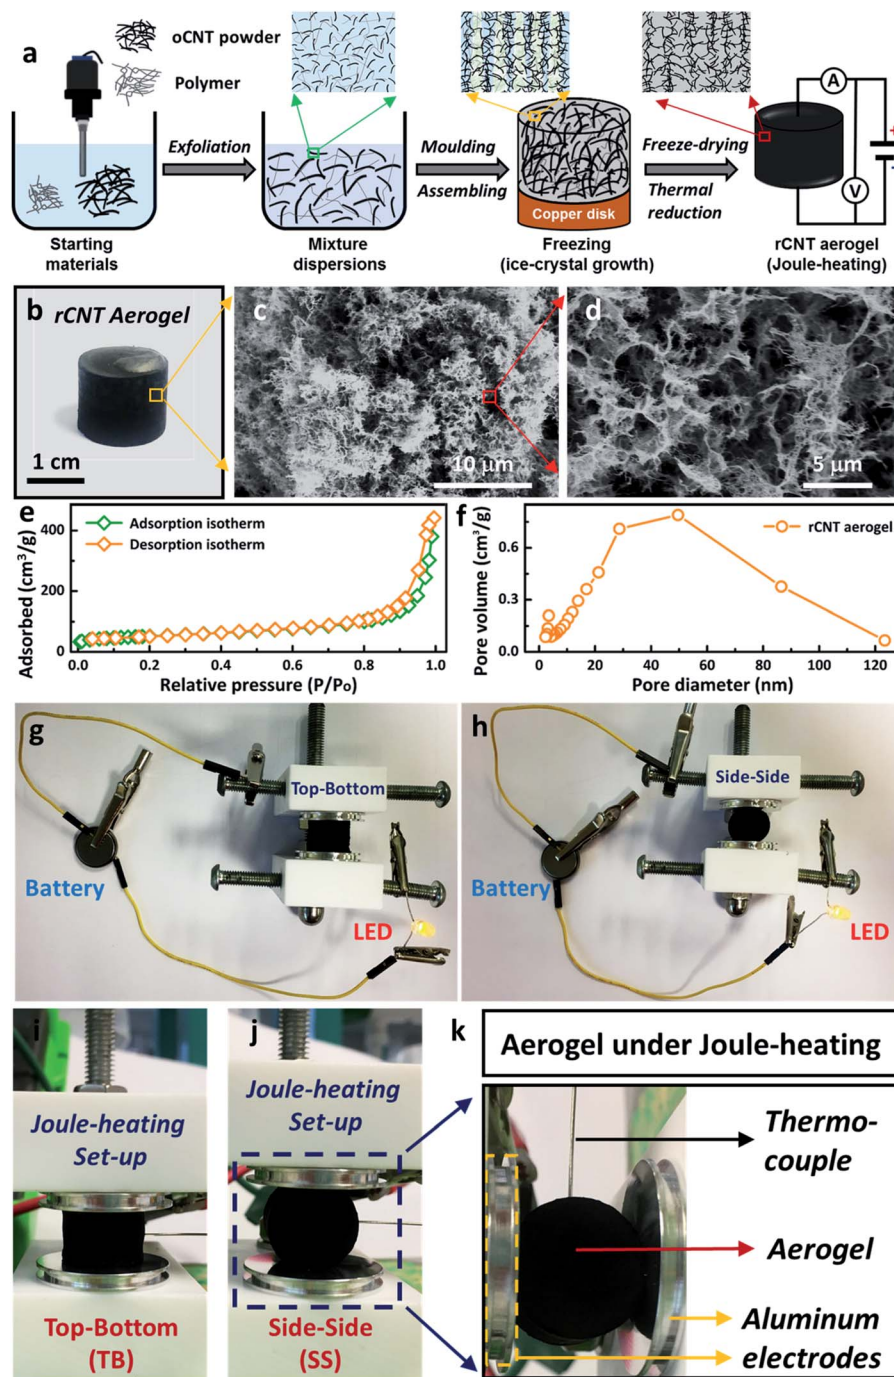 a
oCNT powder
Polymer
Exfoliation
Moulding
Assembling
Freeze-drying
Thermal
reduction
A
V
+
-
Copper disk
Starting
materials
Mixture
dispersions
Freezing
(ice-crystal growth)
rCNT aerogel
(Joule-heating)
b
rCNT Aerogel
1 cm
c
10 μm
d
5 μm
e
Adsorbed (cm³/g)
400
200
0
Adsorption isotherm
Desorption isotherm
0.0 0.2 0.4 0.6 0.8 1.0
Relative pressure (P/Po)
f
Pore volume (cm³/g)
0.6
0.3
0.0
rCNT aerogel
0 20 40 60 80 100 120
Pore diameter (nm)
g
Top-Bottom
Battery
LED
h
Side-Side
Battery
LED
i
Joule-heating
Set-up
Top-Bottom
(TB)
j
Joule-heating
Set-up
Side-Side
(SS)
k
Aerogel under Joule-heating
Thermo-
couple
Aerogel
Aluminum
electrodes